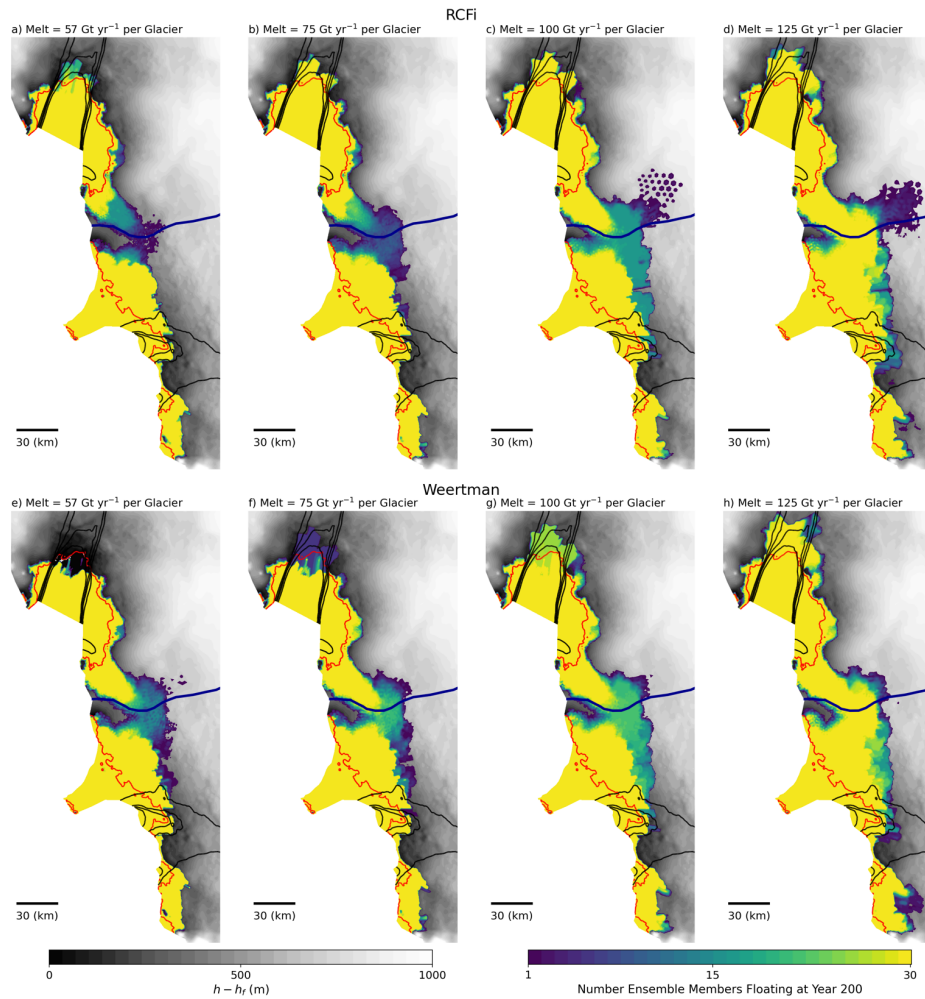 RCFi
a) Melt = 57 Gt yr⁻¹ per Glacier
b) Melt = 75 Gt yr⁻¹ per Glacier
c) Melt = 100 Gt yr⁻¹ per Glacier
d) Melt = 125 Gt yr⁻¹ per Glacier
30 (km)
30 (km)
30 (km)
30 (km)
Weertman
e) Melt = 57 Gt yr⁻¹ per Glacier
f) Melt = 75 Gt yr⁻¹ per Glacier
g) Melt = 100 Gt yr⁻¹ per Glacier
h) Melt = 125 Gt yr⁻¹ per Glacier
30 (km)
30 (km)
30 (km)
30 (km)
0 500 1000
h − h_f (m)
1 15 30
Number Ensemble Members Floating at Year 200